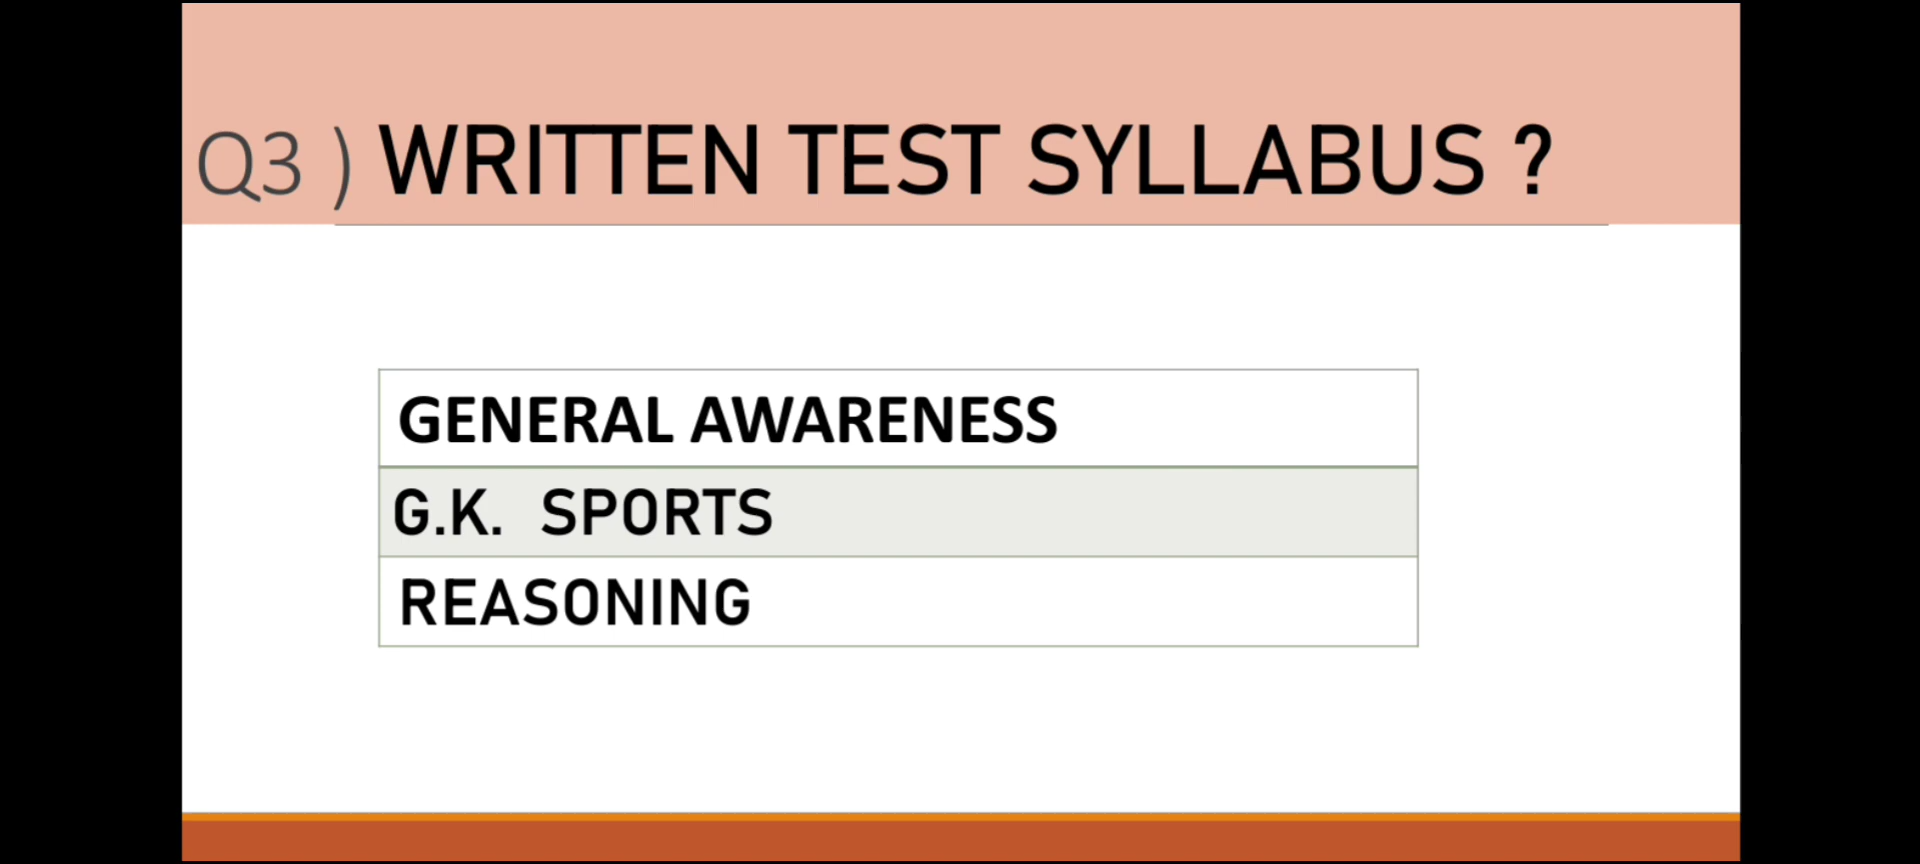 Q3 ) WRITTEN TEST SYLLABUS ?
GENERAL AWARENESS
G.K. SPORTS
REASONING